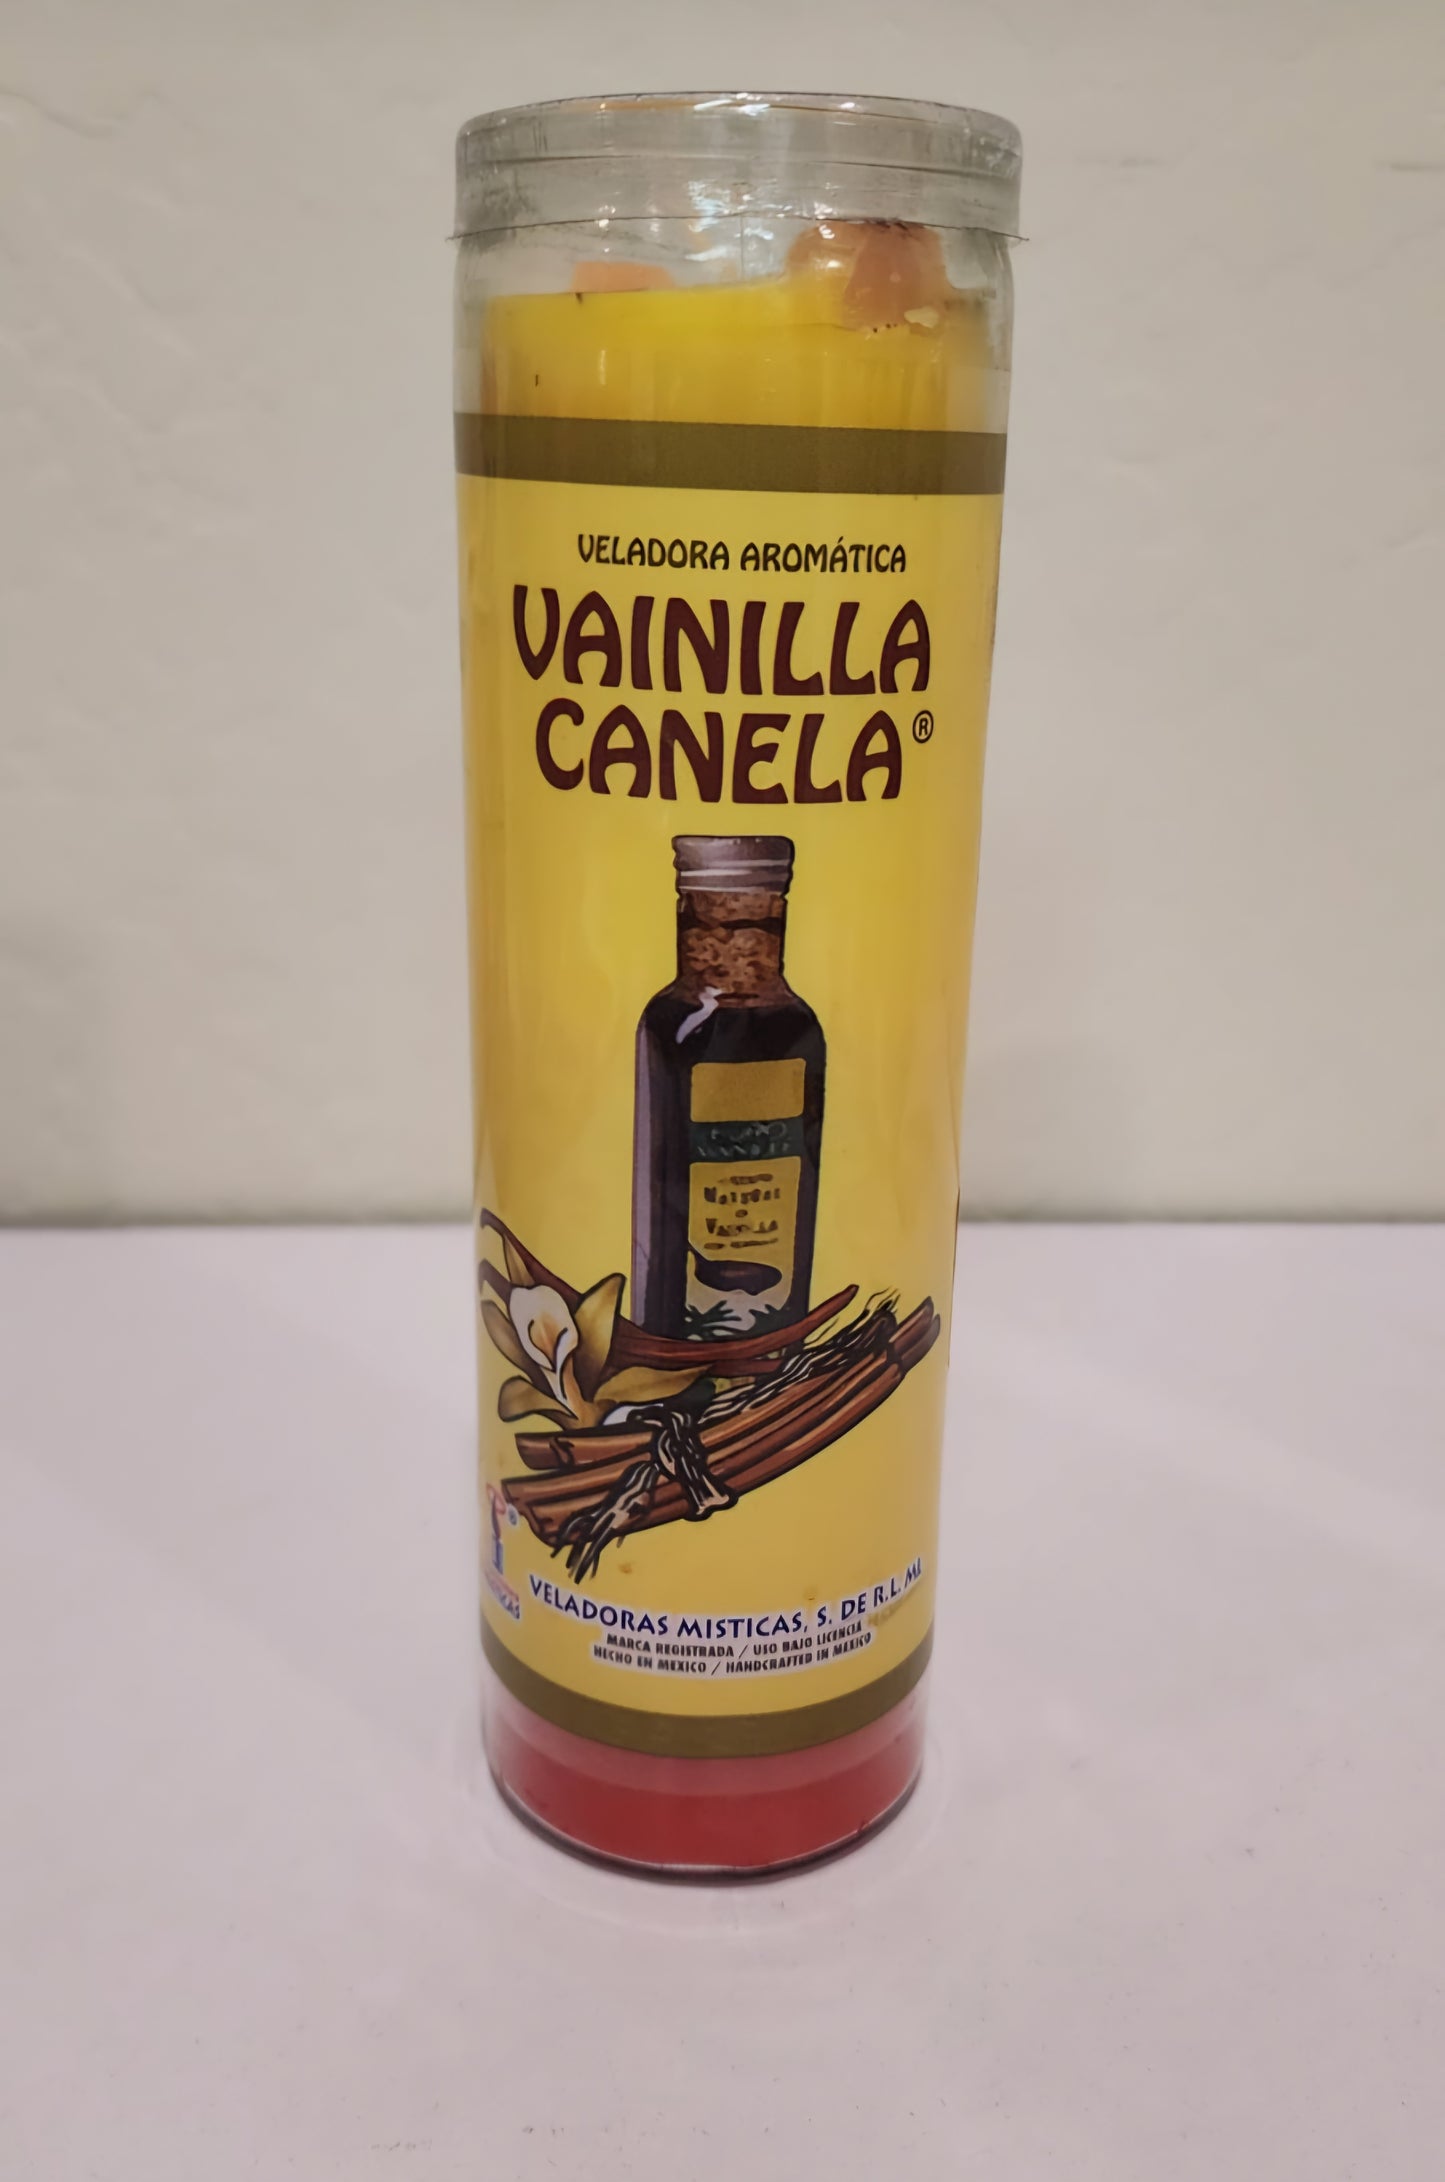 VELADORA AROMÁTICA
VAINILLA
CANELA®
VAINILLA
®
VELADORAS MISTICAS, S. DE R.L. MI.
MARCA REGISTRADA / USO BAJO LICENCIA
HECHO EN MEXICO / HANDCRAFTED IN MEXICO